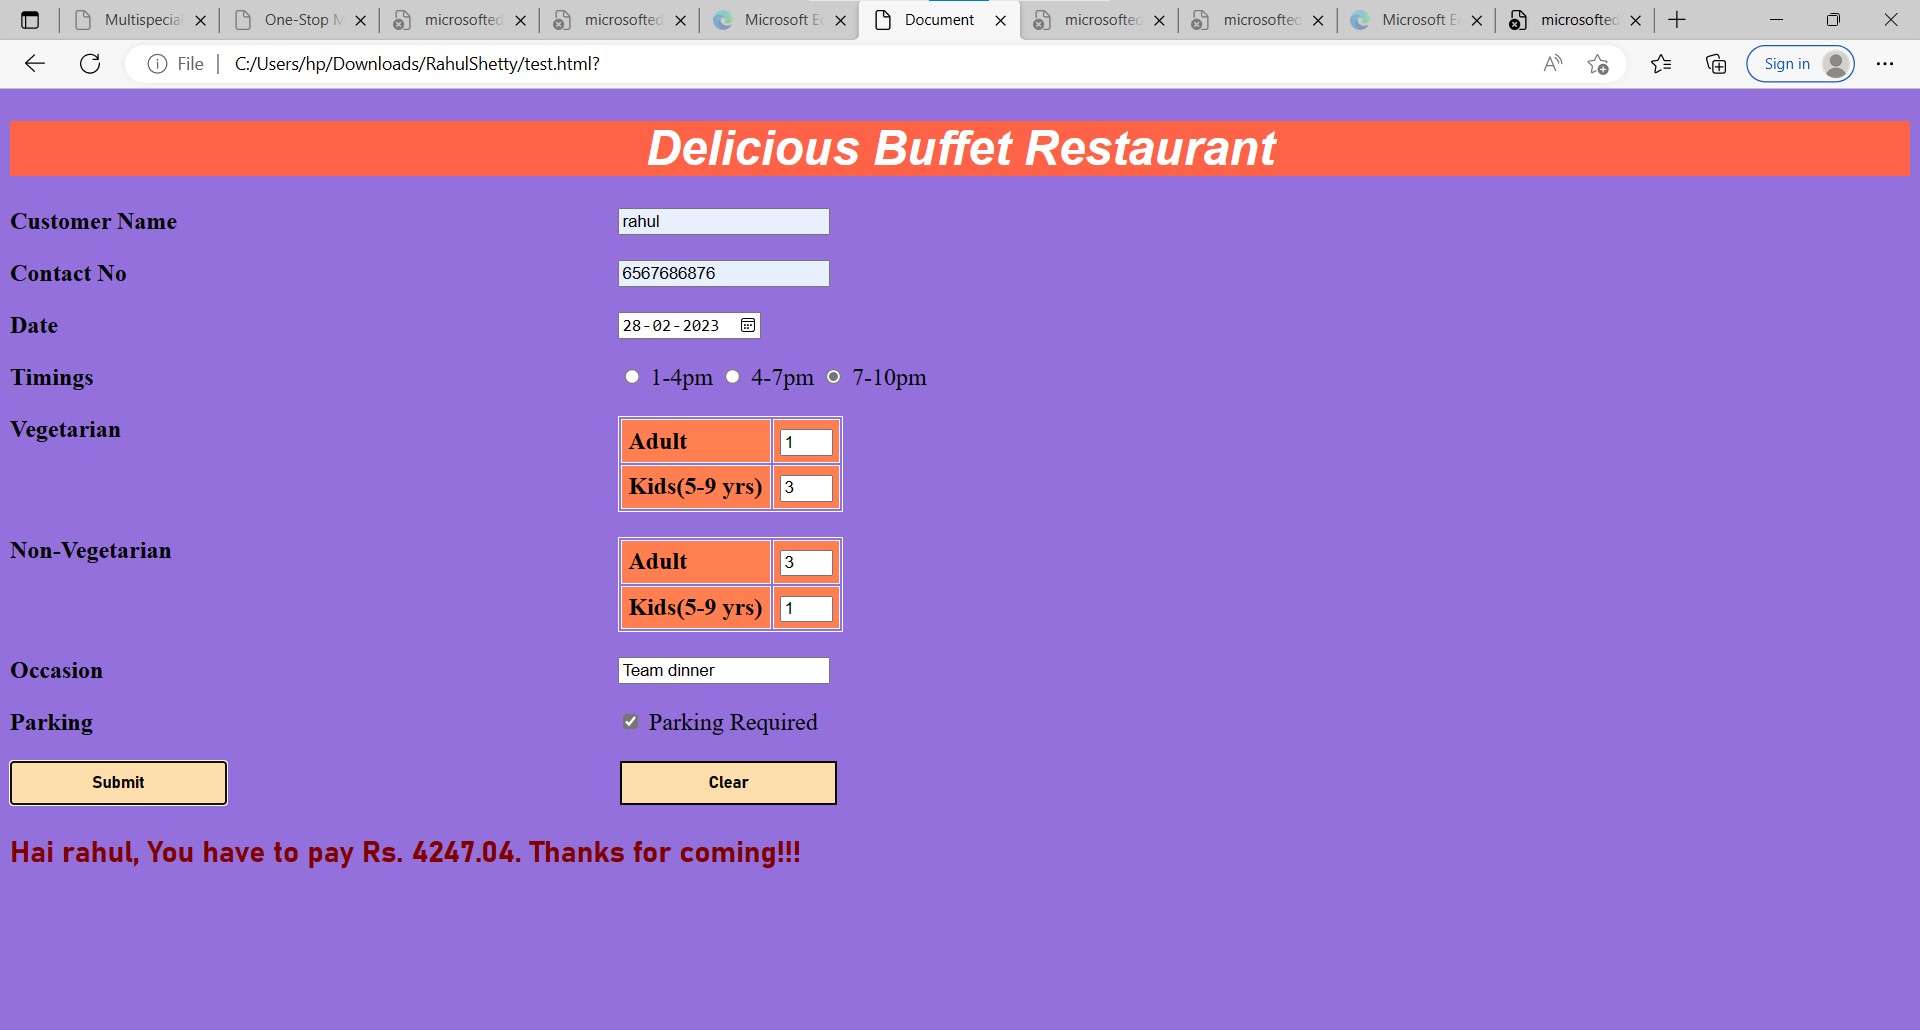 Multispecia
One-Stop M
microsofted
microsofted
Microsoft E
Document
microsofted
microsofted
Microsoft E
microsofted
File
C:/Users/hp/Downloads/RahulShetty/test.html?
Sign in
Delicious Buffet Restaurant
Customer Name rahul
Contact No 6567686876
Date 28-02-2023
Timings 1-4pm 4-7pm 7-10pm
Vegetarian Adult 1
Kids(5-9 yrs) 3
Non-Vegetarian Adult 3
Kids(5-9 yrs) 1
Occasion Team dinner
Parking Parking Required
Submit Clear
Hai rahul, You have to pay Rs. 4247.04. Thanks for coming!!!